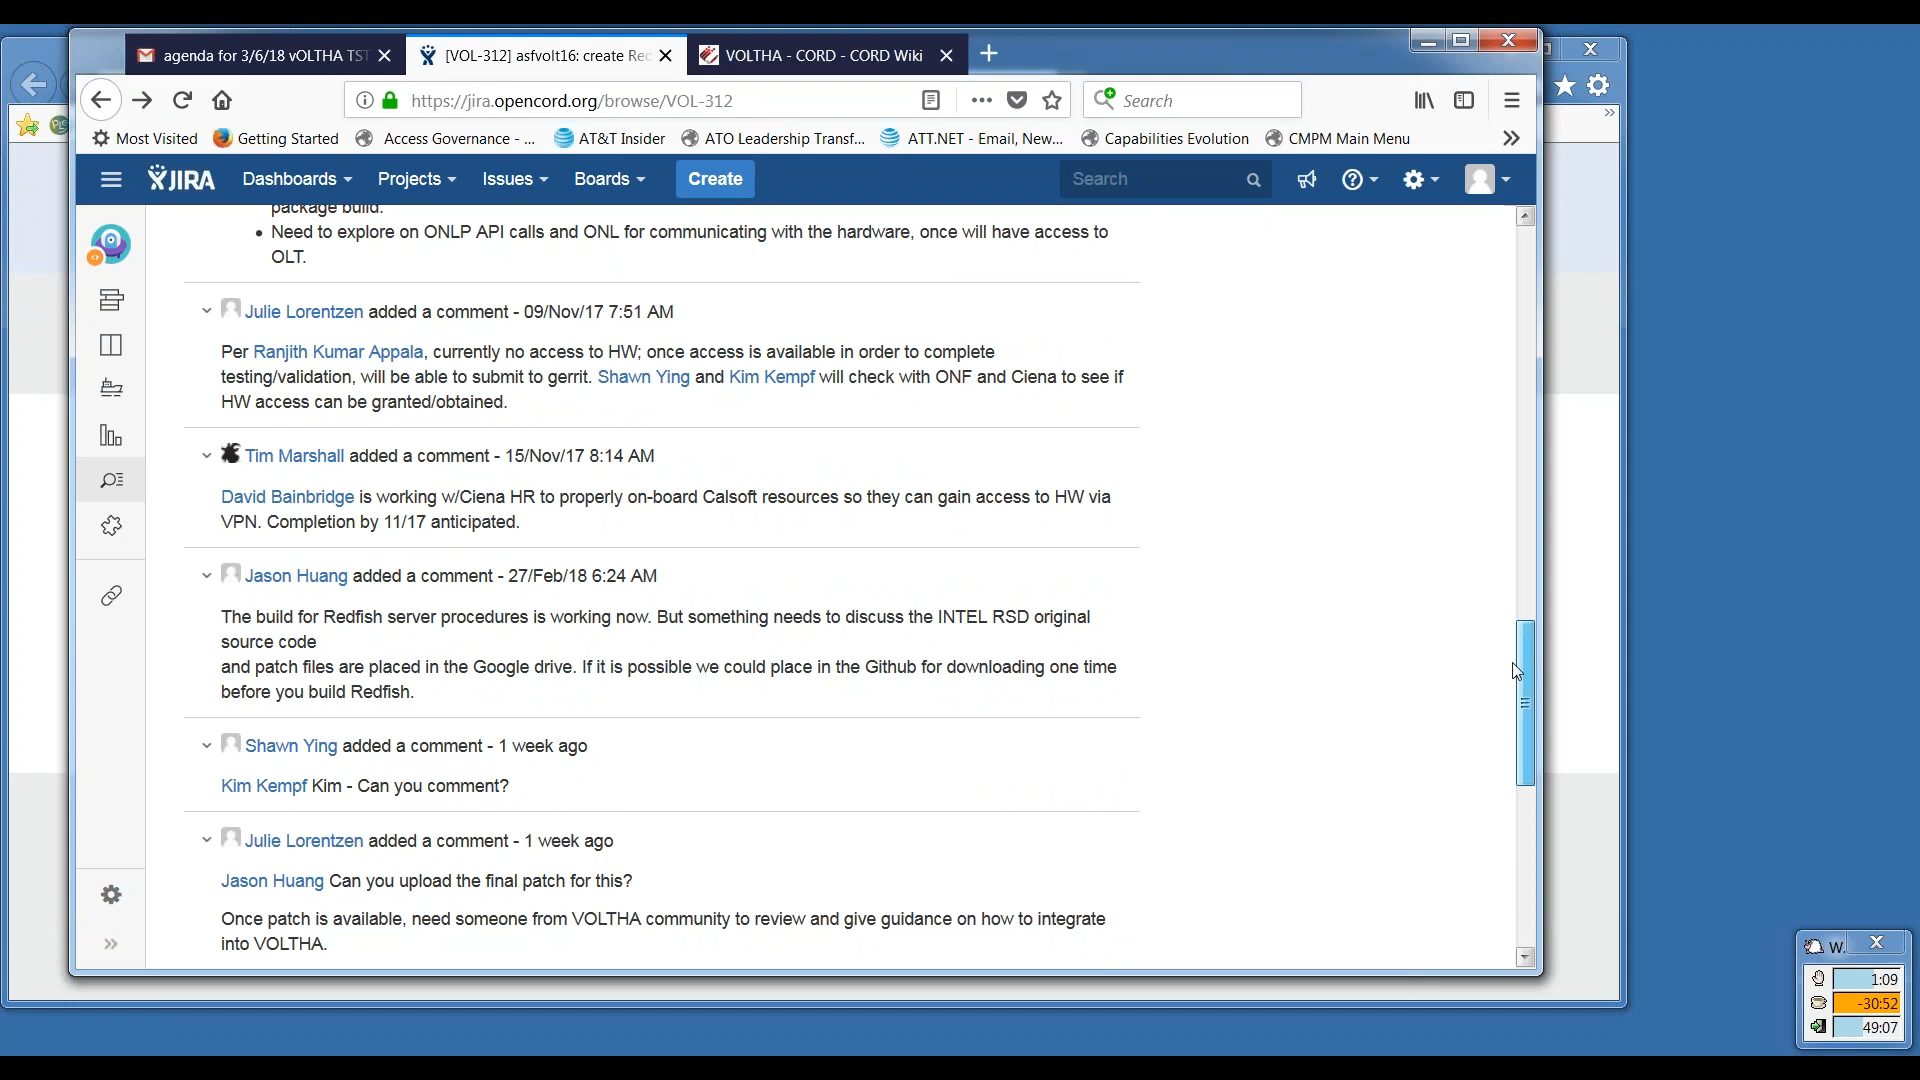 agenda for 3/6/18 vOLTHA TST
[VOL-312] asfvolt16: create Rec
VOLTHA - CORD - CORD Wiki
https://jira.opencord.org/browse/VOL-312
Search
Most Visited
Getting Started
Access Governance - ...
AT&T Insider
ATO Leadership Transf...
ATT.NET - Email, New...
Capabilities Evolution
CMPM Main Menu
JIRA
Dashboards
Projects
Issues
Boards
Create
Search
package build.
• Need to explore on ONLP API calls and ONL for communicating with the hardware, once will have access to
OLT.
Julie Lorentzen added a comment - 09/Nov/17 7:51 AM
Per Ranjith Kumar Appala, currently no access to HW; once access is available in order to complete
testing/validation, will be able to submit to gerrit. Shawn Ying and Kim Kempf will check with ONF and Ciena to see if
HW access can be granted/obtained.
Tim Marshall added a comment - 15/Nov/17 8:14 AM
David Bainbridge is working w/Ciena HR to properly on-board Calsoft resources so they can gain access to HW via
VPN. Completion by 11/17 anticipated.
Jason Huang added a comment - 27/Feb/18 6:24 AM
The build for Redfish server procedures is working now. But something needs to discuss the INTEL RSD original
source code
and patch files are placed in the Google drive. If it is possible we could place in the Github for downloading one time
before you build Redfish.
Shawn Ying added a comment - 1 week ago
Kim Kempf Kim - Can you comment?
Julie Lorentzen added a comment - 1 week ago
Jason Huang Can you upload the final patch for this?
Once patch is available, need someone from VOLTHA community to review and give guidance on how to integrate
into VOLTHA.
W.
1:09
-30:52
49:07